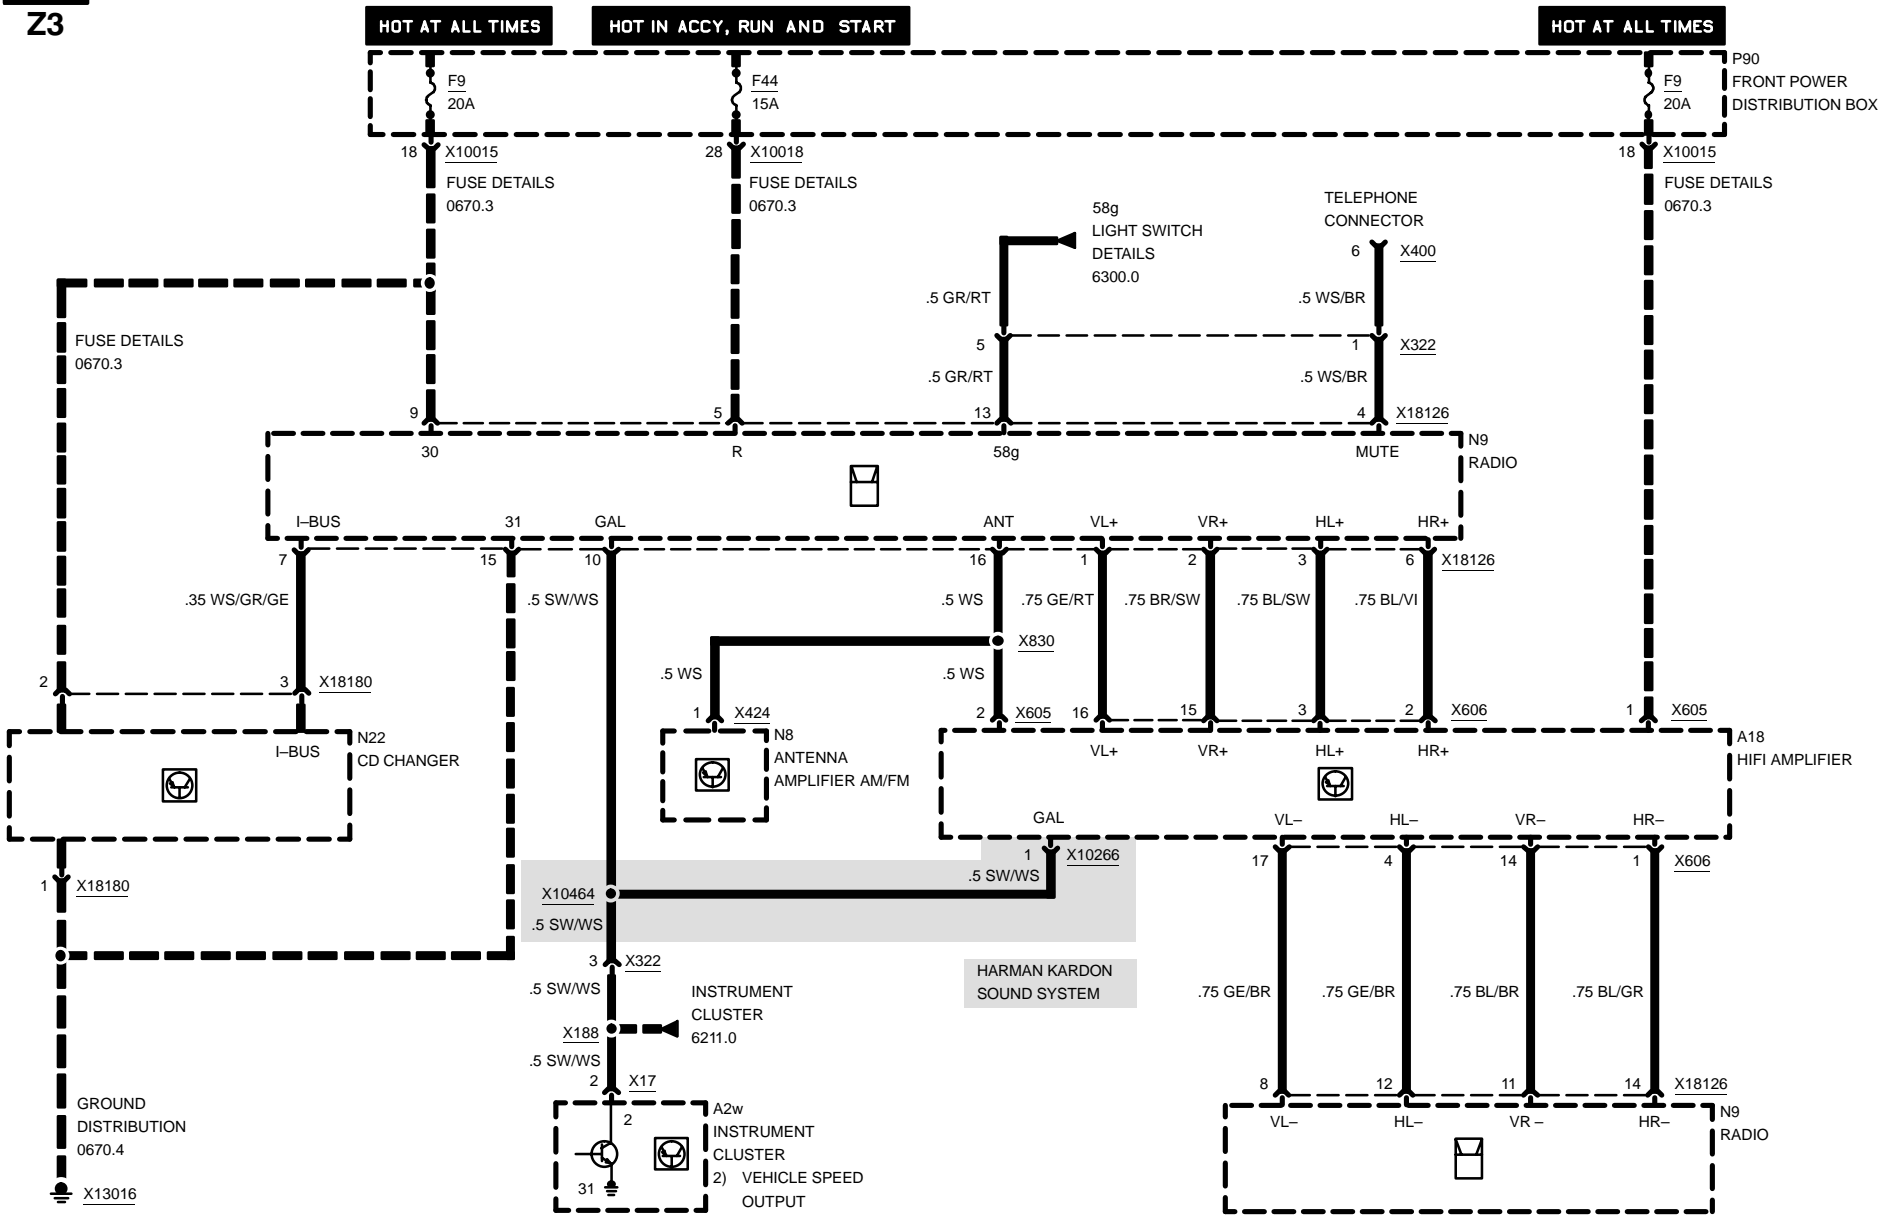 Z3
HOT AT ALL TIMES
HOT IN ACCY, RUN AND START
HOT AT ALL TIMES
F9
20A
F44
15A
F9
20A
P90
FRONT POWER
DISTRIBUTION BOX
18 X10015
FUSE DETAILS
0670.3
28 X10018
FUSE DETAILS
0670.3
18 X10015
FUSE DETAILS
0670.3
58g
LIGHT SWITCH
DETAILS
6300.0
TELEPHONE
CONNECTOR
6 X400
.5 GR/RT
.5 WS/BR
FUSE DETAILS
0670.3
5
1 X322
.5 GR/RT
.5 WS/BR
9
5
13
4 X18126
N9
RADIO
30
R
58g
MUTE
I–BUS
31
GAL
ANT
VL+
VR+
HL+
HR+
7
15
10
16
1
2
3
6 X18126
.35 WS/GR/GE
.5 SW/WS
.5 WS
.75 GE/RT
.75 BR/SW
.75 BL/SW
.75 BL/VI
X830
.5 WS
.5 WS
2
3 X18180
1 X424
2 X605
16
15
3
2 X606
1 X605
N22
CD CHANGER
I–BUS
N8
ANTENNA
AMPLIFIER AM/FM
A18
HIFI AMPLIFIER
VL+
VR+
HL+
HR+
GAL
VL–
HL–
VR–
HR–
1 X10266
.5 SW/WS
17
4
14
1 X606
1 X18180
X10464
.5 SW/WS
3 X322
.5 SW/WS
HARMAN KARDON
SOUND SYSTEM
INSTRUMENT
CLUSTER
6211.0
X188
.5 SW/WS
.75 GE/BR
.75 GE/BR
.75 BL/BR
.75 BL/GR
2 X17
8
12
11
14 X18126
GROUND
DISTRIBUTION
0670.4
X13016
A2w
INSTRUMENT
CLUSTER
2) VEHICLE SPEED
OUTPUT
2
31
VL–
HL–
VR –
HR–
N9
RADIO